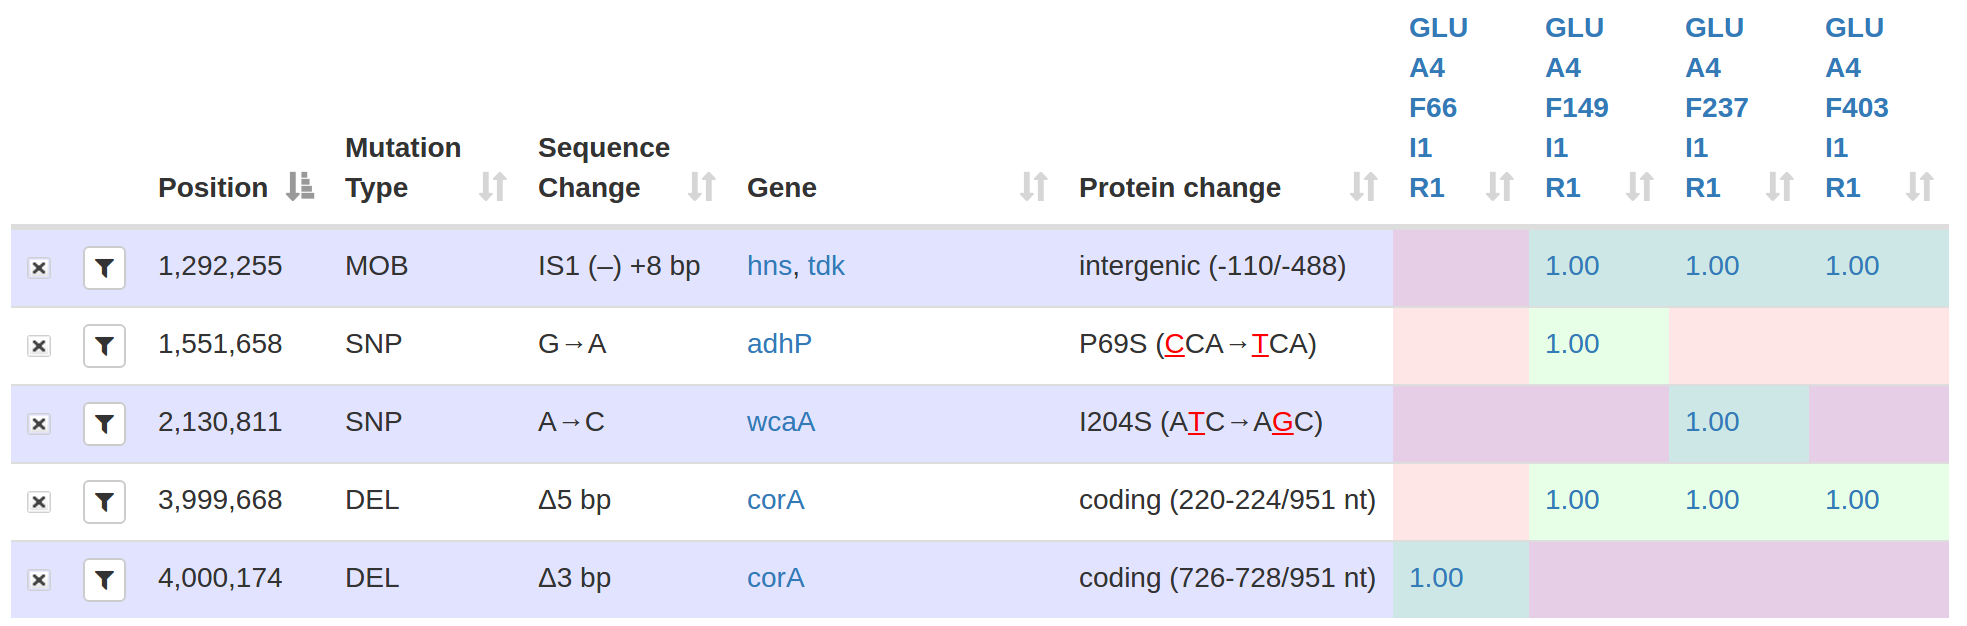 GLU GLU GLU GLU
A4 A4 A4 A4
F66 F149 F237 F403
Mutation Sequence I1 I1 I1 I1
Position Type Change Gene Protein change R1 R1 R1 R1
1,292,255 MOB IS1 (–) +8 bp hns, tdk intergenic (-110/-488) 1.00 1.00 1.00
1,551,658 SNP G→A adhP P69S (CCA→TCA) 1.00
2,130,811 SNP A→C wcaA I204S (ATC→AGC) 1.00
3,999,668 DEL Δ5 bp corA coding (220-224/951 nt) 1.00 1.00 1.00
4,000,174 DEL Δ3 bp corA coding (726-728/951 nt) 1.00